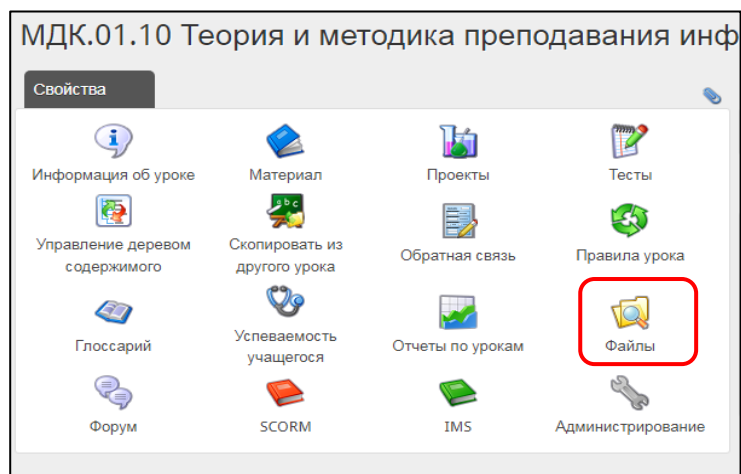 МДК.01.10 Теория и методика преподавания инф
Свойства
Информация об уроке
Материал
Проекты
Тесты
Управление деревом
содержимого
Скопировать из
другого урока
Обратная связь
Правила урока
Глоссарий
Успеваемость
учащегося
Отчеты по урокам
Файлы
Форум
SCORM
IMS
Администрирование